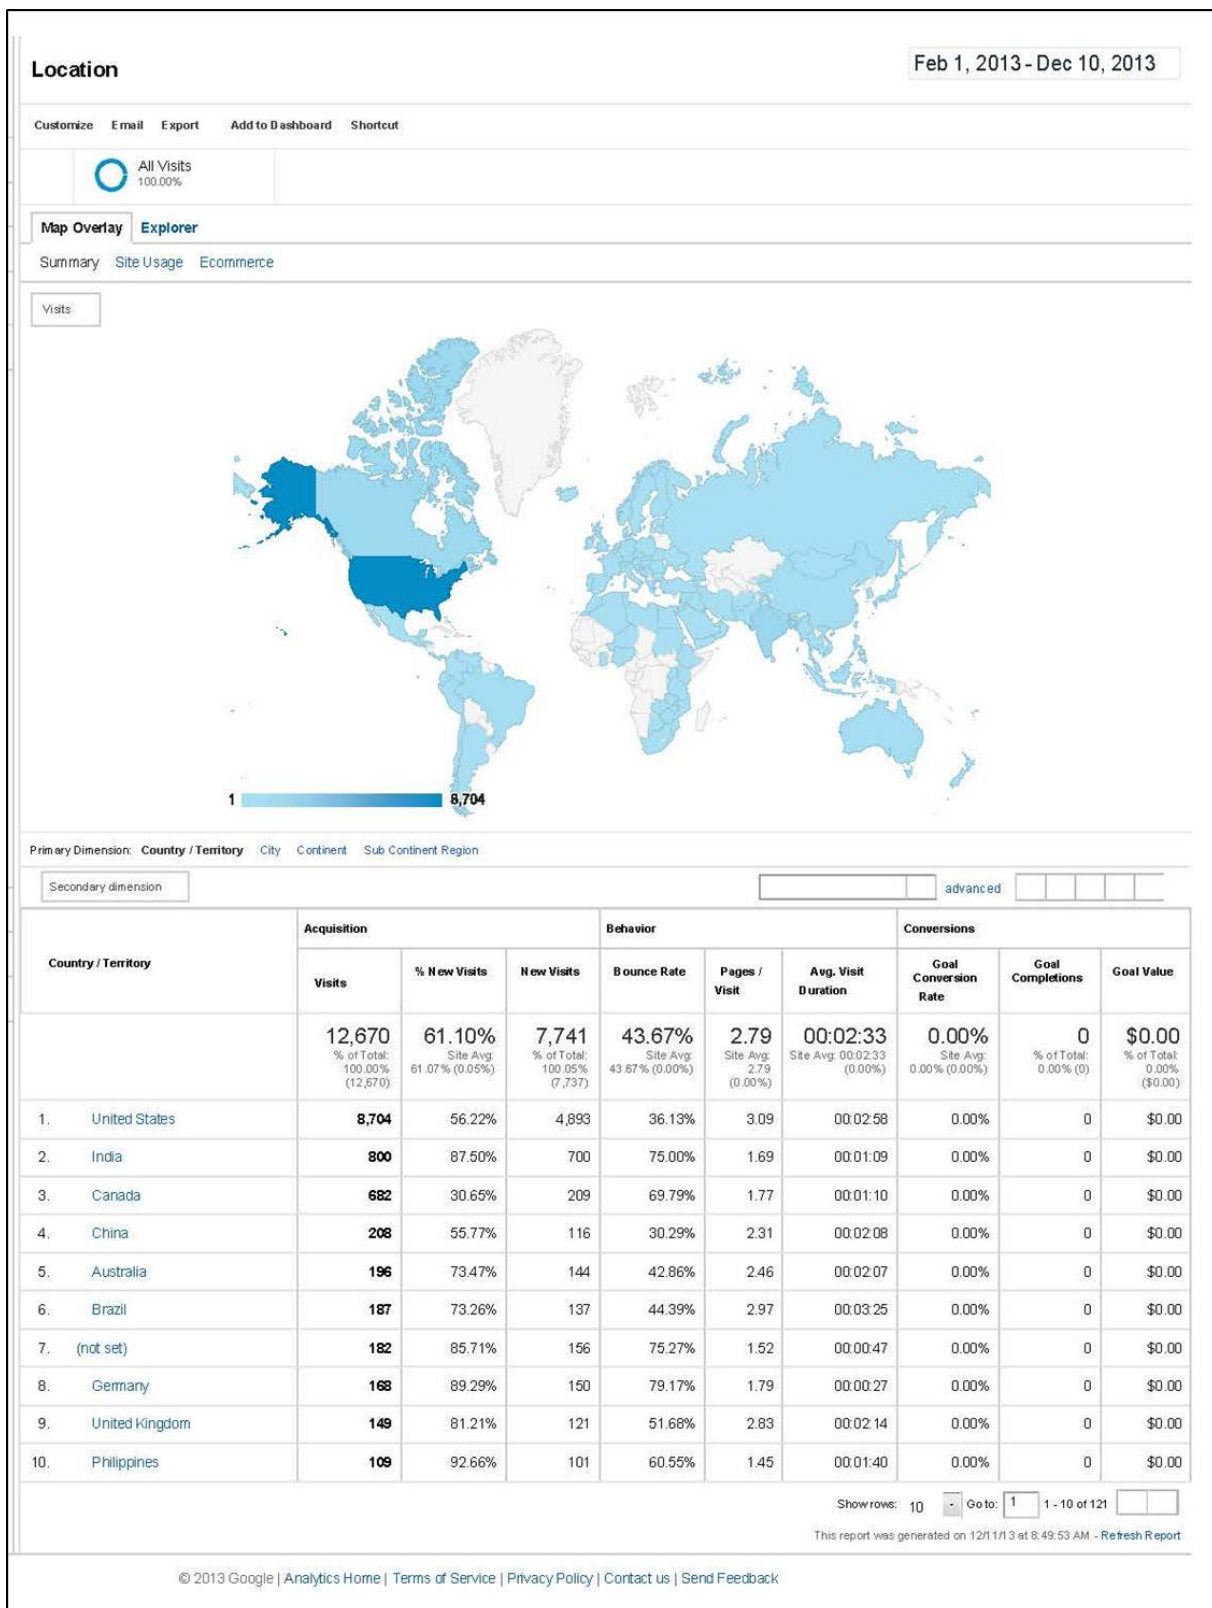 Location
Feb 1, 2013 - Dec 10, 2013
Customize Email Export Add to Dashboard Shortcut
All Visits
100.00%
Map Overlay Explorer
Summary Site Usage Ecommerce
Visits
1 8,704
Primary Dimension: Country / Territory City Continent Sub Continent Region
Secondary dimension
advanced
Acquisition Behavior Conversions
Country / Territory Visits % New Visits New Visits Bounce Rate Pages / Visit Avg. Visit Duration Goal Conversion Rate Goal Completions Goal Value
12,670 61.10% 7,741 43.67% 2.79 00:02:33 0.00% 0 $0.00
% of Total: 100.00% (12,670) Site Avg: 61.07% (0.05%) % of Total: 100.05% (7,737) Site Avg: 43.67% (0.00%) Site Avg: 2.79 (0.00%) Site Avg: 00:02:33 (0.00%) Site Avg: 0.00% (0.00%) % of Total: 0.00% (0) % of Total: 0.00% ($0.00)
1. United States 8,704 56.22% 4,893 36.13% 3.09 00:02:58 0.00% 0 $0.00
2. India 800 87.50% 700 75.00% 1.69 00:01:09 0.00% 0 $0.00
3. Canada 682 30.65% 209 69.79% 1.77 00:01:10 0.00% 0 $0.00
4. China 208 55.77% 116 30.29% 2.31 00:02:08 0.00% 0 $0.00
5. Australia 196 73.47% 144 42.86% 2.46 00:02:07 0.00% 0 $0.00
6. Brazil 187 73.26% 137 44.39% 2.97 00:03:25 0.00% 0 $0.00
7. (not set) 182 85.71% 156 75.27% 1.52 00:00:47 0.00% 0 $0.00
8. Germany 168 89.29% 150 79.17% 1.79 00:00:27 0.00% 0 $0.00
9. United Kingdom 149 81.21% 121 51.68% 2.83 00:02:14 0.00% 0 $0.00
10. Philippines 109 92.66% 101 60.55% 1.45 00:01:40 0.00% 0 $0.00
Show rows: 10 Go to: 1 1 - 10 of 121
This report was generated on 12/11/13 at 8:49:53 AM - Refresh Report
© 2013 Google | Analytics Home | Terms of Service | Privacy Policy | Contact us | Send Feedback